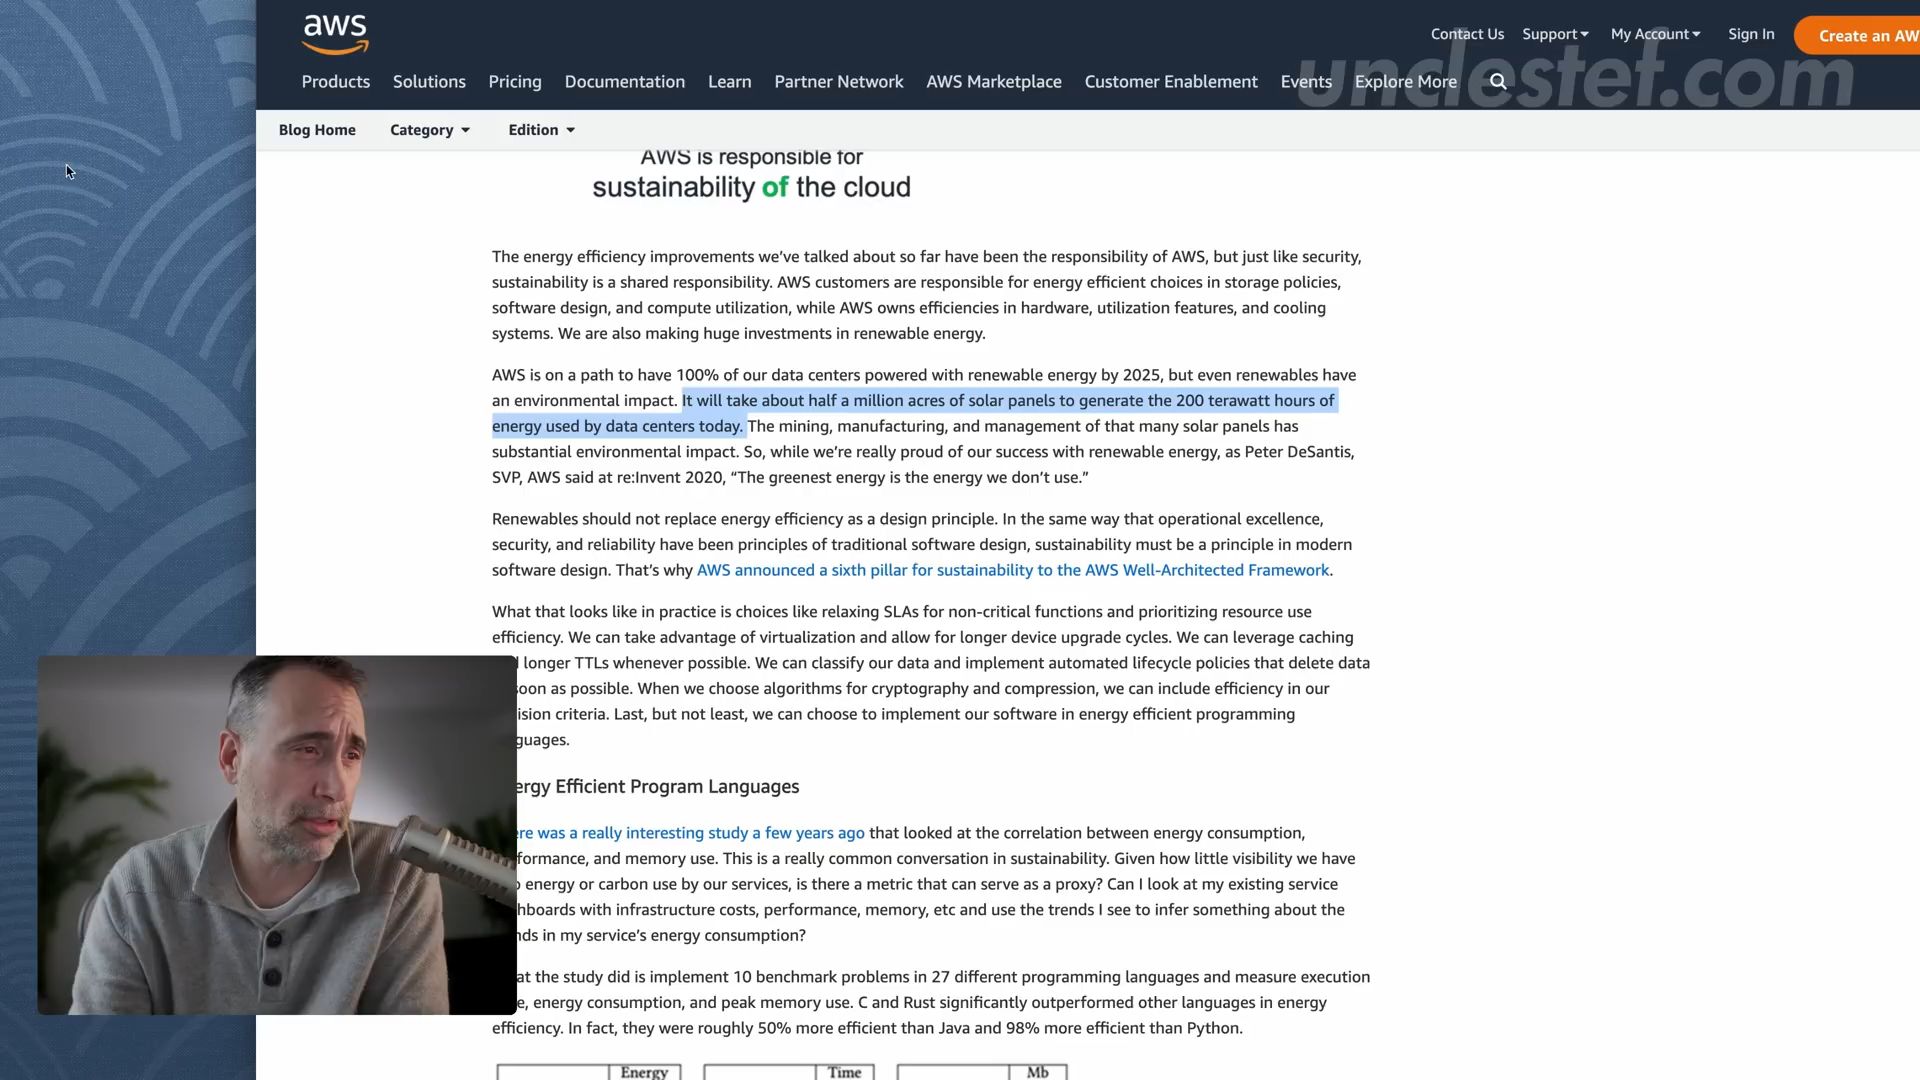 aws
Contact Us Support My Account Sign In Create an AW
unclestef.com
Products Solutions Pricing Documentation Learn Partner Network AWS Marketplace Customer Enablement Events Explore More
Blog Home Category Edition
AWS is responsible for
sustainability of the cloud
The energy efficiency improvements we’ve talked about so far have been the responsibility of AWS, but just like security,
sustainability is a shared responsibility. AWS customers are responsible for energy efficient choices in storage policies,
software design, and compute utilization, while AWS owns efficiencies in hardware, utilization features, and cooling
systems. We are also making huge investments in renewable energy.
AWS is on a path to have 100% of our data centers powered with renewable energy by 2025, but even renewables have
an environmental impact. It will take about half a million acres of solar panels to generate the 200 terawatt hours of
energy used by data centers today. The mining, manufacturing, and management of that many solar panels has
substantial environmental impact. So, while we’re really proud of our success with renewable energy, as Peter DeSantis,
SVP, AWS said at re:Invent 2020, “The greenest energy is the energy we don’t use.”
Renewables should not replace energy efficiency as a design principle. In the same way that operational excellence,
security, and reliability have been principles of traditional software design, sustainability must be a principle in modern
software design. That’s why AWS announced a sixth pillar for sustainability to the AWS Well-Architected Framework.
What that looks like in practice is choices like relaxing SLAs for non-critical functions and prioritizing resource use
efficiency. We can take advantage of virtualization and allow for longer device upgrade cycles. We can leverage caching
longer TTLs whenever possible. We can classify our data and implement automated lifecycle policies that delete data
soon as possible. When we choose algorithms for cryptography and compression, we can include efficiency in our
ision criteria. Last, but not least, we can choose to implement our software in energy efficient programming
guages.
ergy Efficient Program Languages
ere was a really interesting study a few years ago that looked at the correlation between energy consumption,
formance, and memory use. This is a really common conversation in sustainability. Given how little visibility we have
energy or carbon use by our services, is there a metric that can serve as a proxy? Can I look at my existing service
hboards with infrastructure costs, performance, memory, etc and use the trends I see to infer something about the
nds in my service’s energy consumption?
at the study did is implement 10 benchmark problems in 27 different programming languages and measure execution
e, energy consumption, and peak memory use. C and Rust significantly outperformed other languages in energy
efficiency. In fact, they were roughly 50% more efficient than Java and 98% more efficient than Python.
Energy Time Mb